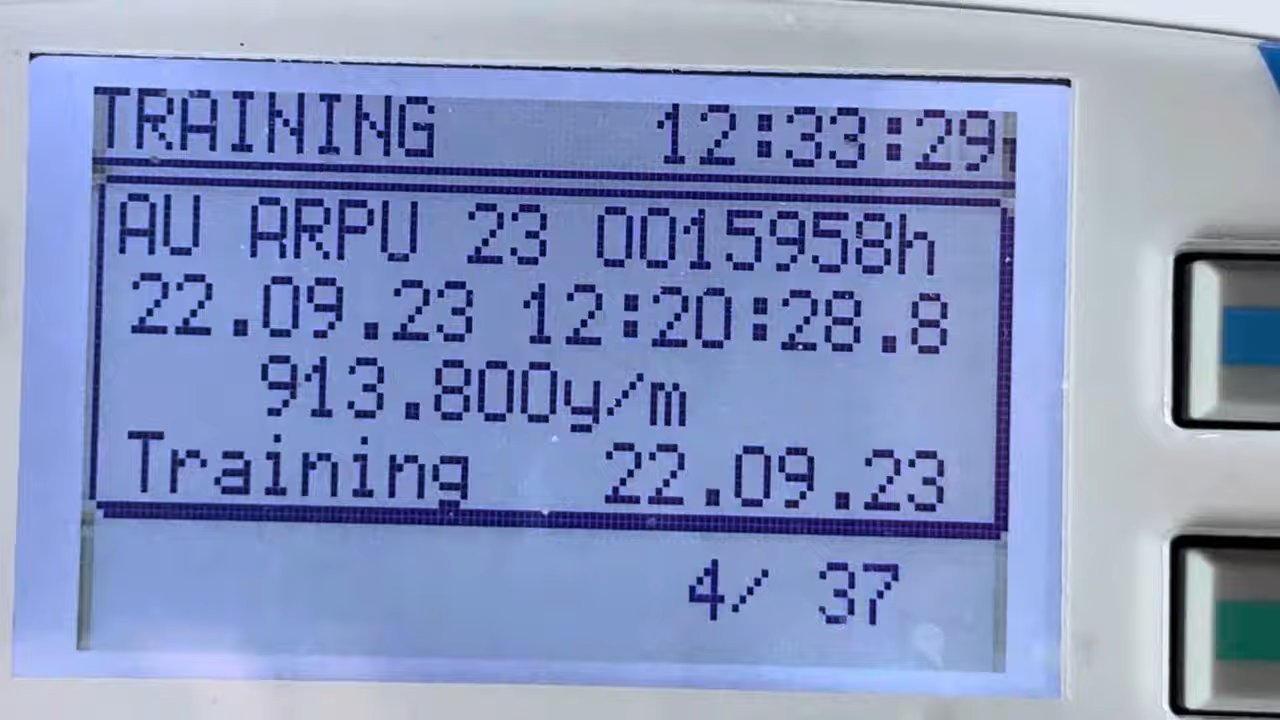 TRAINING 12:33:29
AU ARPU 23 0015958h
22.09.23 12:20:28.8
913.800y/m
Training 22.09.23
4/ 37